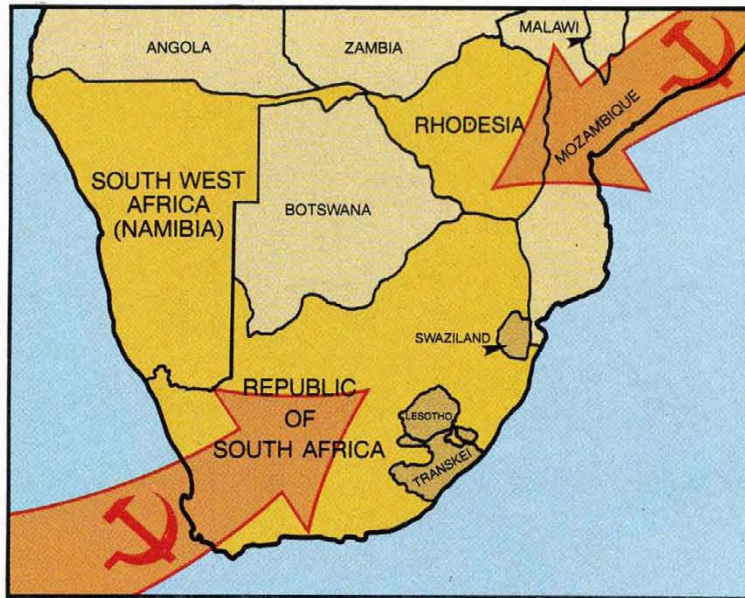 ANGOLA
ZAMBIA
MALAWI
RHODESIA
MOZAMBIQUE
SOUTH WEST
AFRICA
(NAMIBIA)
BOTSWANA
SWAZILAND
REPUBLIC
OF
SOUTH AFRICA
LESOTHO
TRANSKEI